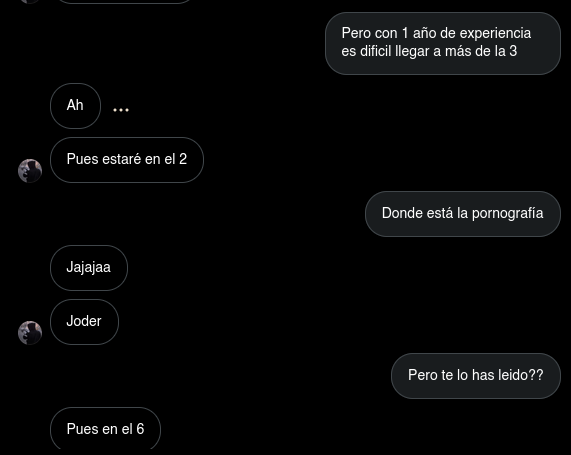 Pero con 1 año de experiencia
es dificil llegar a más de la 3
Ah
Pues estaré en el 2
Donde está la pornografía
Jajajaa
Joder
Pero te lo has leido??
Pues en el 6